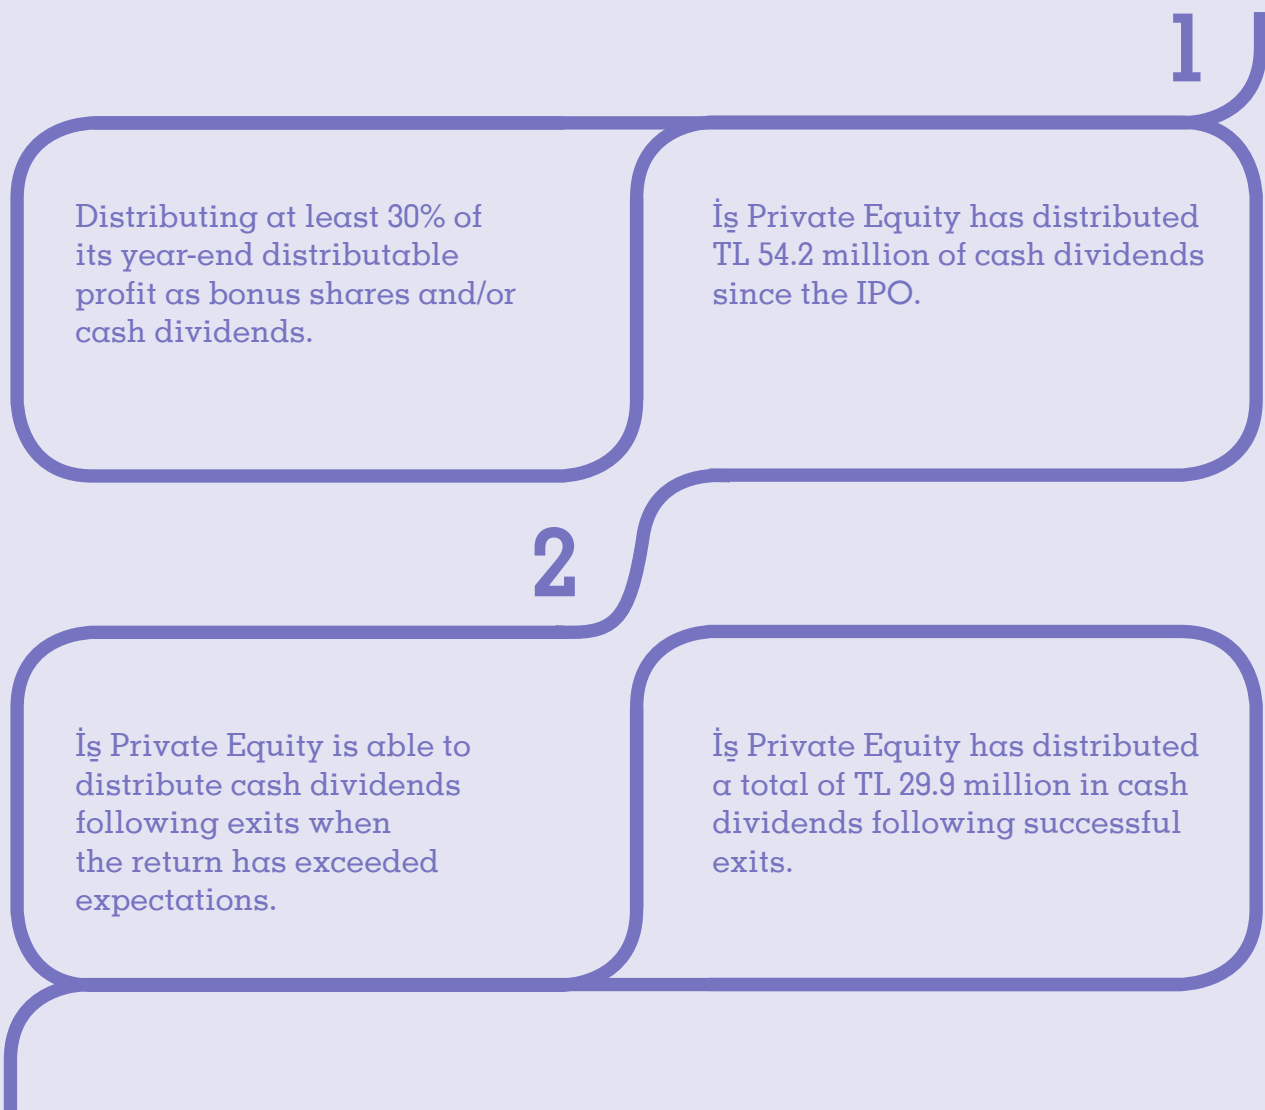 1
Distributing at least 30% of
its year-end distributable
profit as bonus shares and/or
cash dividends.
İş Private Equity has distributed
TL 54.2 million of cash dividends
since the IPO.
2
İş Private Equity is able to
distribute cash dividends
following exits when
the return has exceeded
expectations.
İş Private Equity has distributed
a total of TL 29.9 million in cash
dividends following successful
exits.